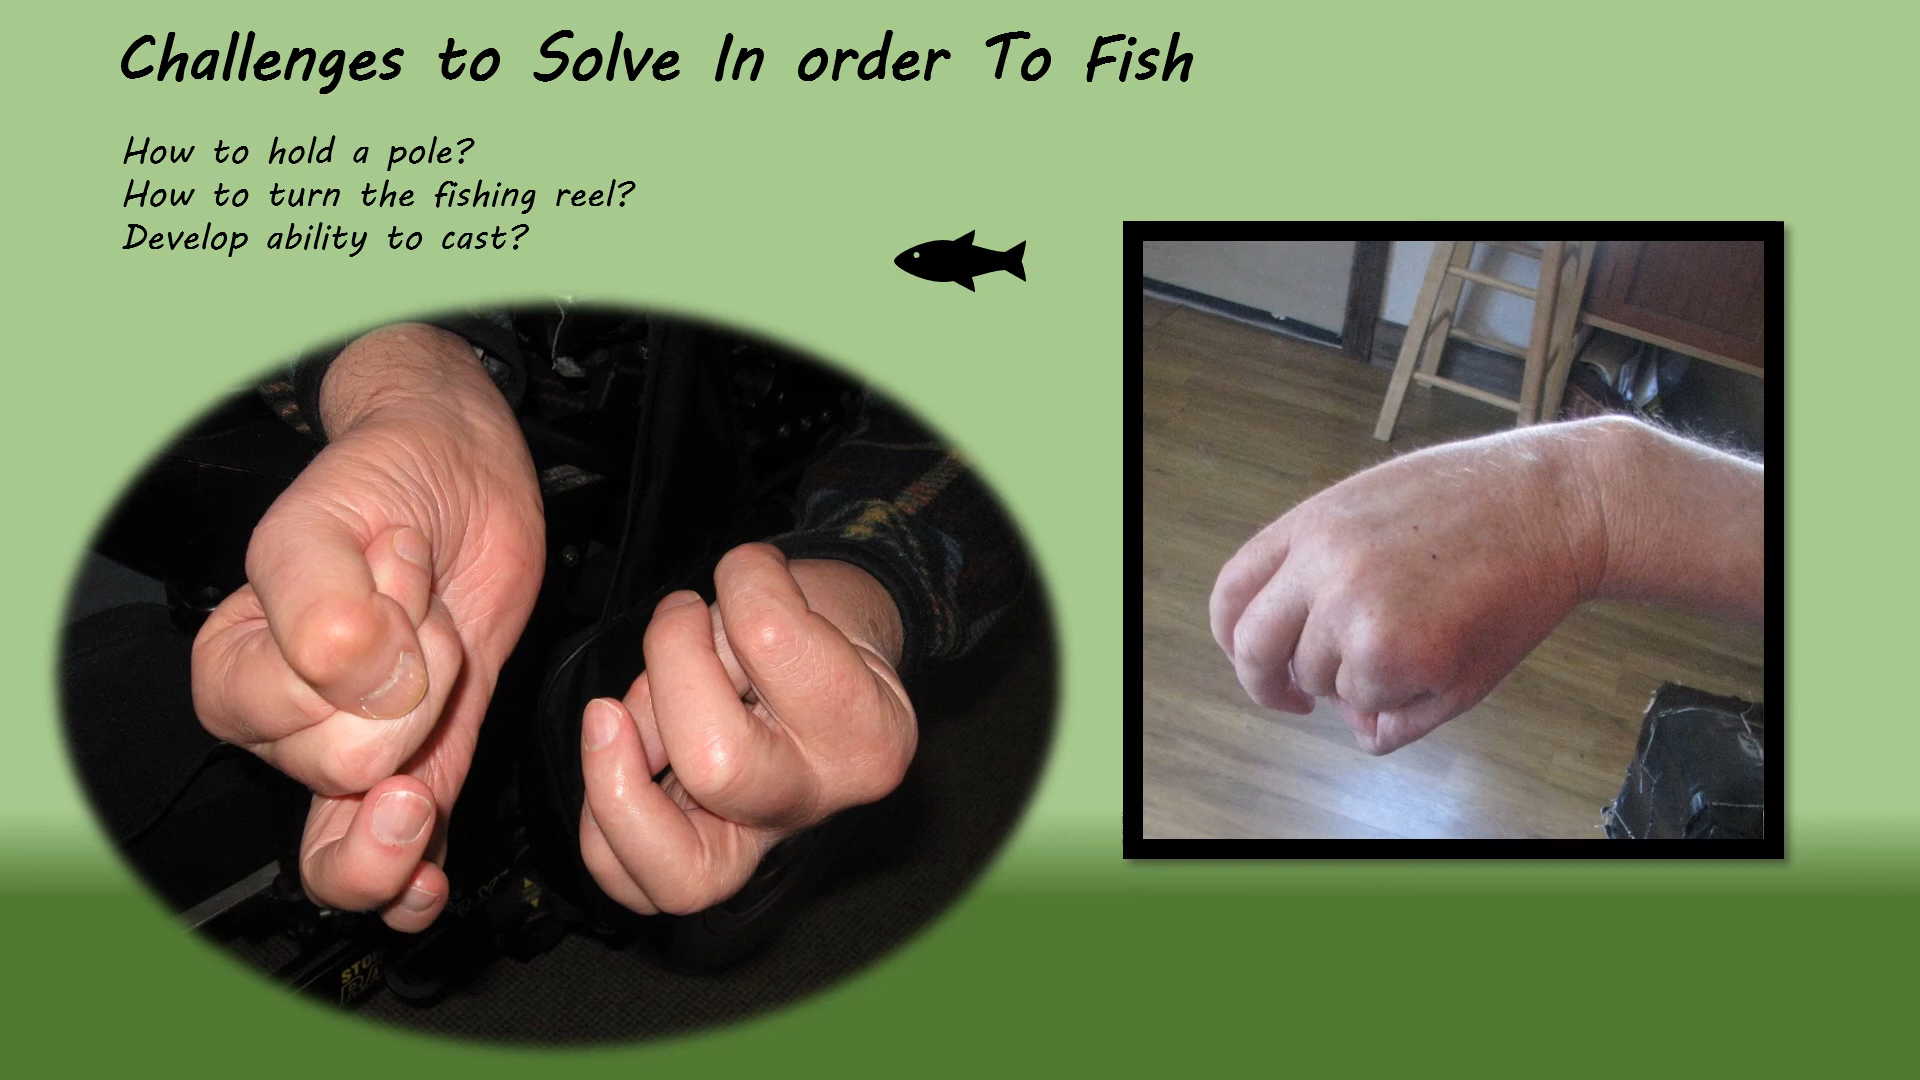 Challenges to Solve In order To Fish
How to hold a pole?
How to turn the fishing reel?
Develop ability to cast?